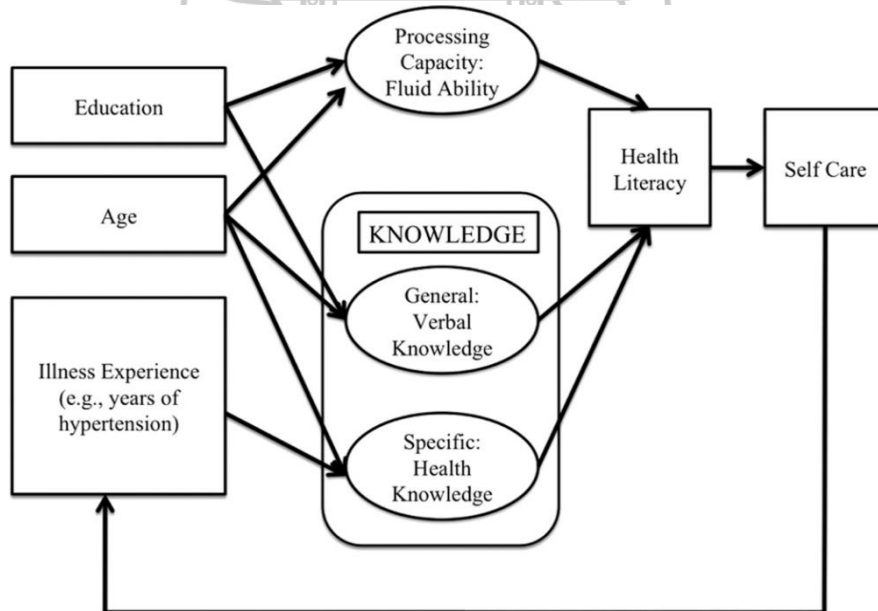 Processing
Capacity:
Fluid Ability
Education
Age
Illness Experience
(e.g., years of
hypertension)
KNOWLEDGE
General:
Verbal
Knowledge
Specific:
Health
Knowledge
Health
Literacy
Self Care